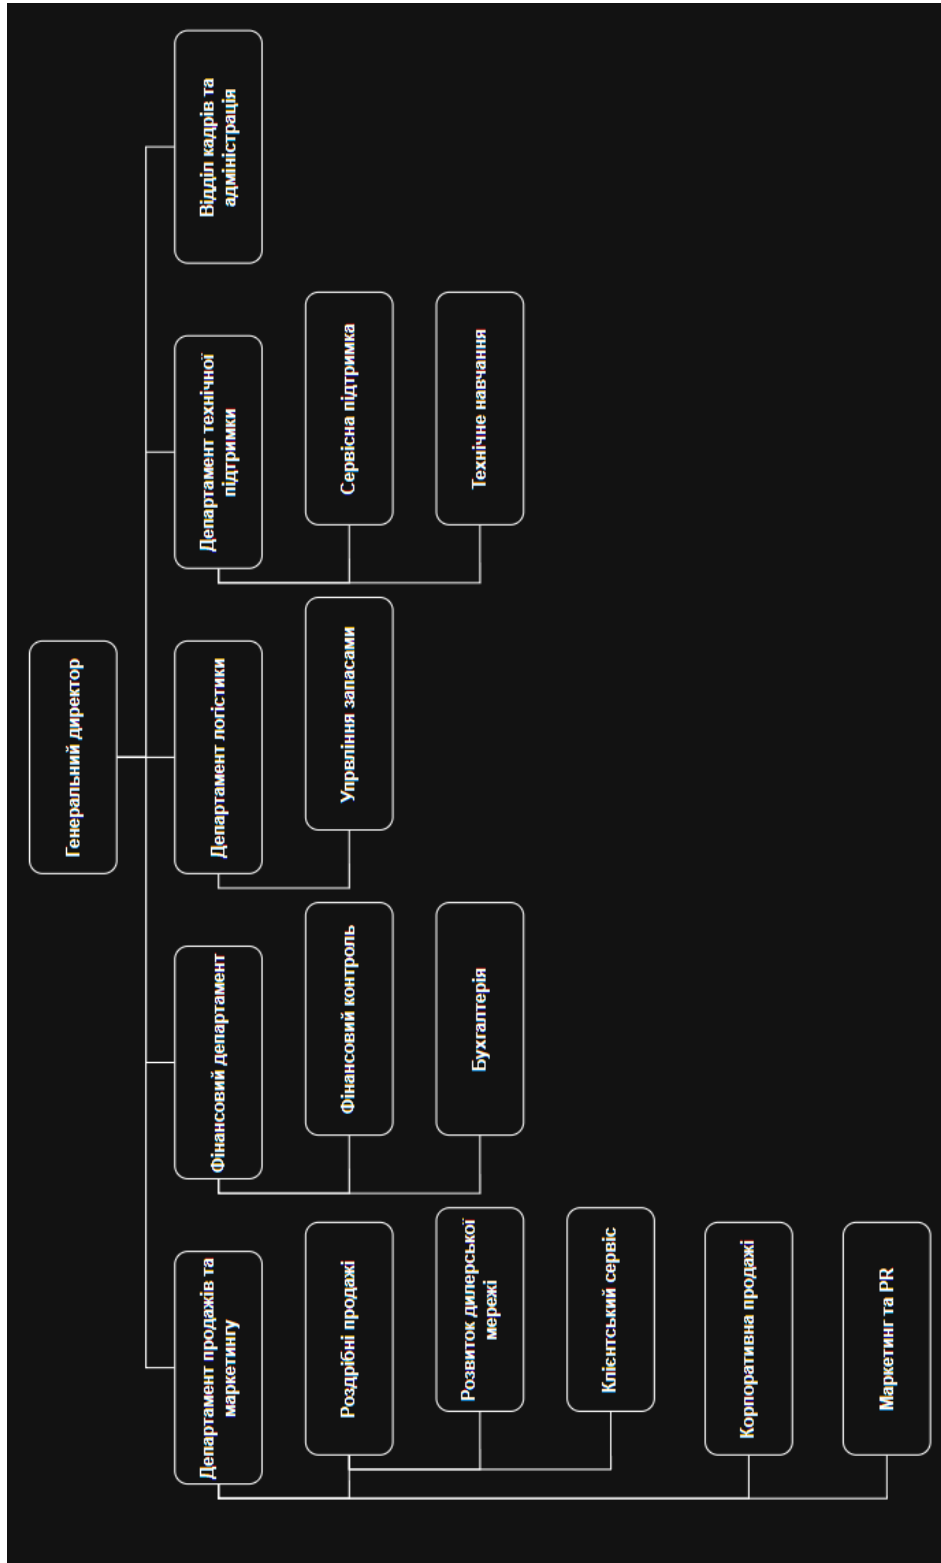 Генеральний директор
Департамент продажів та
маркетингу
Роздрібні продажі
Розвиток дилерської
мережі
Клієнтський сервіс
Корпоративна продажі
Маркетинг та PR
Фінансовий департамент
Фінансовий контроль
Бухгалтерія
Департамент логістики
Упрвління запасами
Департамент технічної
підтримки
Сервісна підтримка
Технічне навчання
Відділ кадрів та
адміністрація